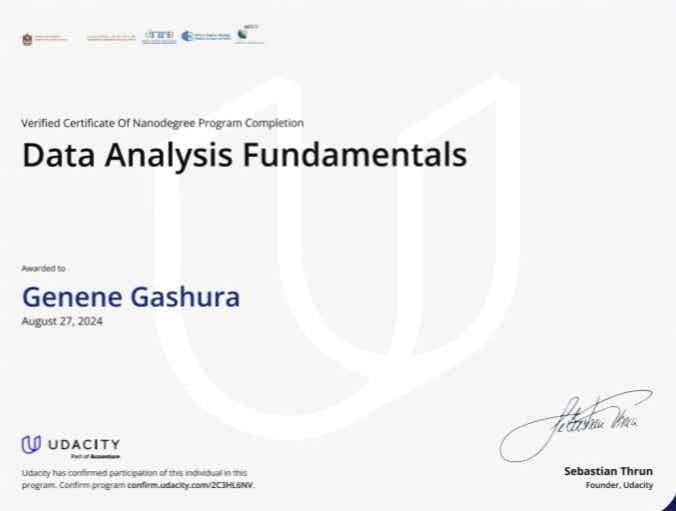 Verified Certificate Of Nanodegree Program Completion
Data Analysis Fundamentals
Awarded to
Genene Gashura
August 27, 2024
UDACITY
Part of Accenture
Udacity has confirmed participation of this individual in this
program. Confirm program confirm.udacity.com/2C3HL6NV.
Sebastian Thrun
Founder, Udacity